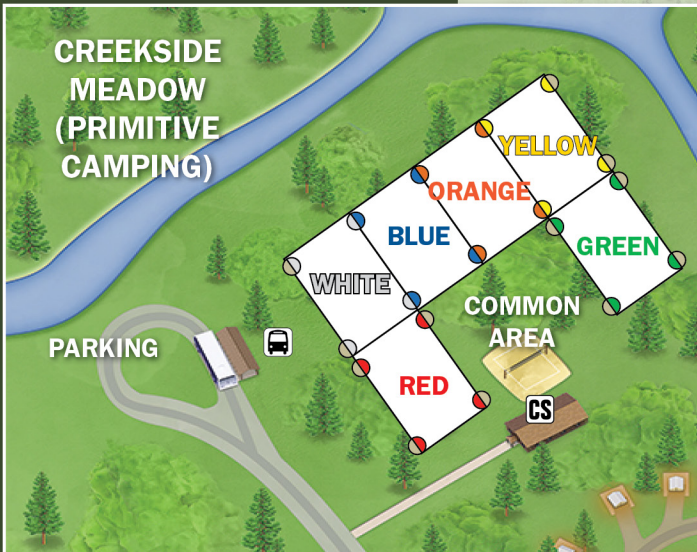 CREEKSIDE
MEADOW
(PRIMITIVE
CAMPING)
YELLOW
ORANGE
BLUE
GREEN
WHITE
COMMON
AREA
PARKING
RED
CS